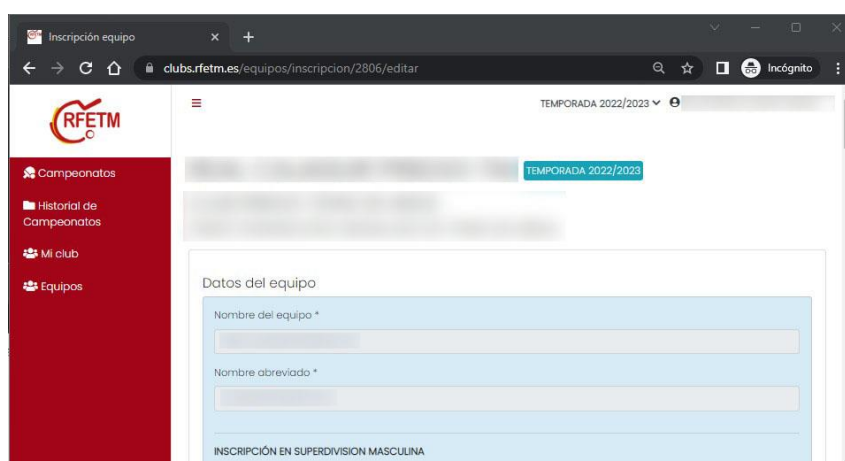 Inscripción equipo
clubs.rfetm.es/equipos/inscripcion/2806/editar
Incógnito
RFETM
TEMPORADA 2022/2023
Campeonatos
TEMPORADA 2022/2023
Historial de
Campeonatos
Mi club
Equipos
Datos del equipo
Nombre del equipo *
Nombre abreviado *
INSCRIPCIÓN EN SUPERDIVISION MASCULINA